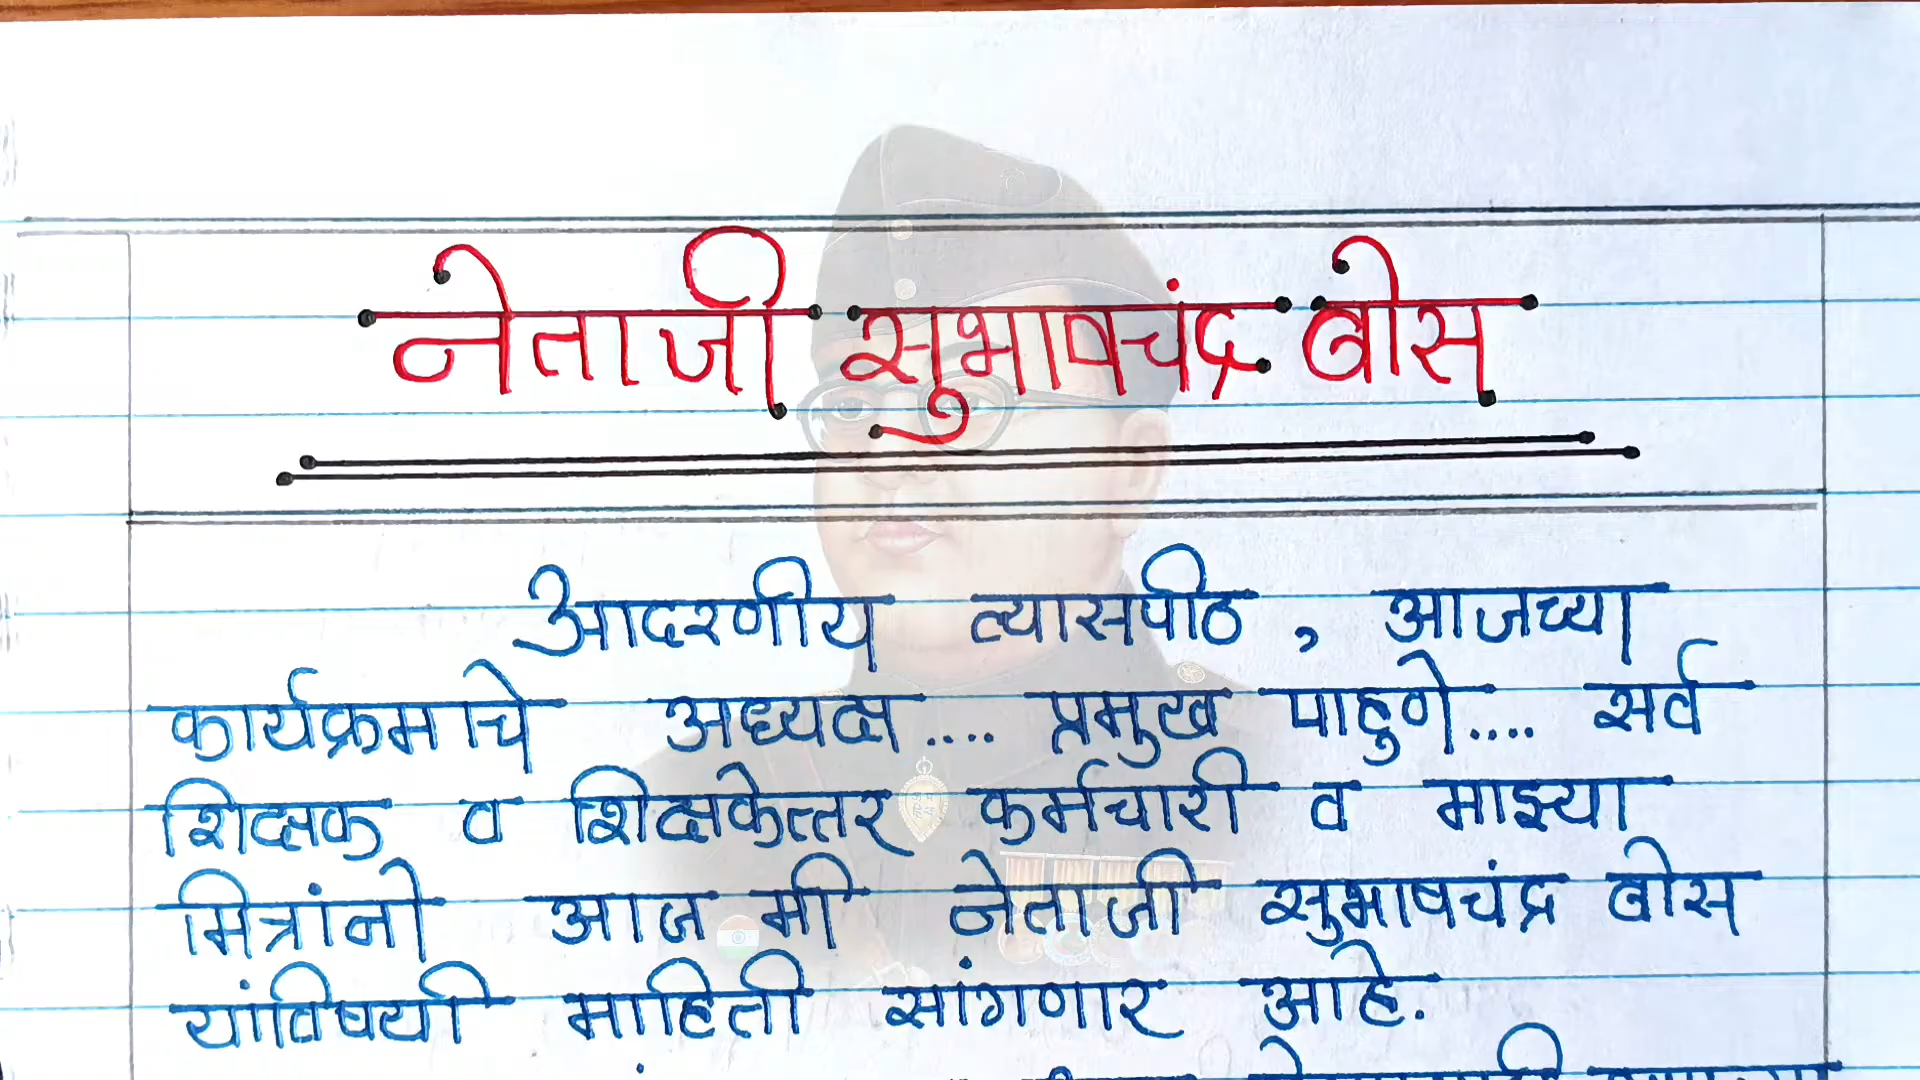 नेताजी सुभाषचंद्र बोस
आदरणीय व्यासपीठ, आजच्या
कार्यक्रमाचे अध्यक्ष.... प्रमुख पाहुणे.... सर्व
शिक्षक व शिक्षकेत्तर कर्मचारी व माझ्या
मित्रांनो आज मी नेताजी सुभाषचंद्र बोस
यांविषयी माहिती सांगणार आहे.